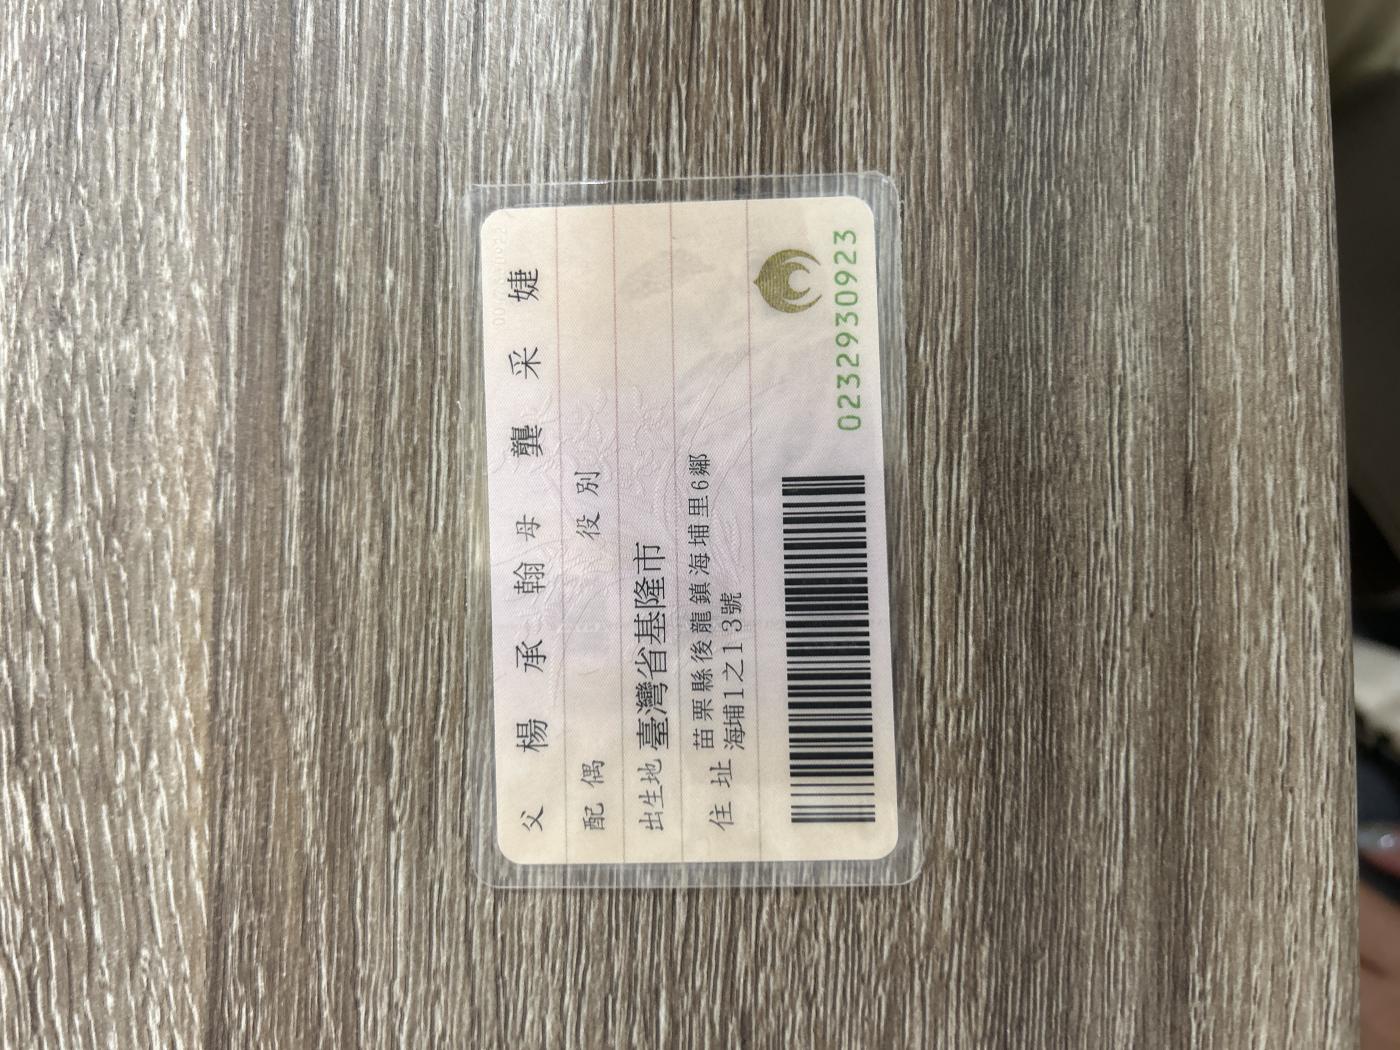 父 楊承翰 母 龔采婕
配偶 役別
出生地 臺灣省基隆市
住址 苗栗縣後龍鎮海埔里6鄰
海埔1之13號
0232930923